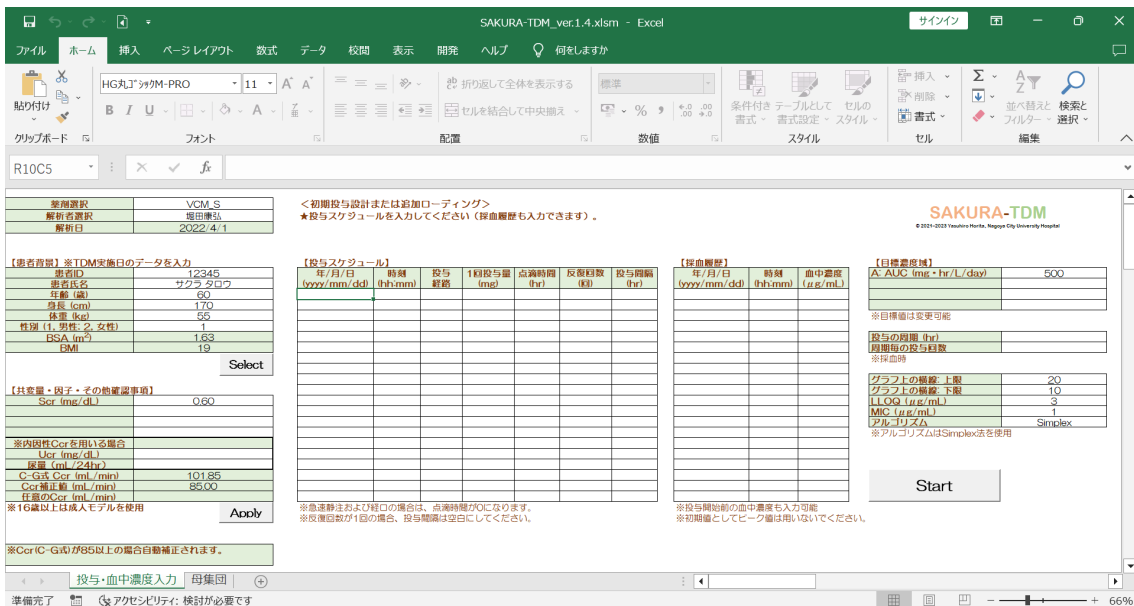 SAKURA-TDM_ver.1.4.xlsm - Excel
サインイン
ファイル ホーム 挿入 ページ レイアウト 数式 データ 校閲 表示 開発 ヘルプ 何をしますか
貼り付け
HG丸ｺﾞｼｯｸM-PRO 11
B I U
折り返して全体を表示する
セルを結合して中央揃え
標準
条件付き書式 テーブルとして書式設定 セルのスタイル
挿入
削除
書式
並べ替えとフィルター
検索と選択
クリップボード フォント 配置 数値 スタイル セル 編集
R10C5
fx
薬剤選択 VCM_S
解析者選択 堀田康弘
解析日 2022/4/1
＜初期投与設計または追加ローディング＞
★投与スケジュールを入力してください（採血履歴も入力できます）。
SAKURA-TDM
© 2021-2023 Yasuhiro Horita, Nagoya City University Hospital
【患者背景】※TDM実施日のデータを入力
患者ID 12345
患者氏名 サクラ タロウ
年齢 (歳) 60
身長 (cm) 170
体重 (kg) 55
性別 (1, 男性; 2, 女性) 1
BSA (m²) 1.63
BMI 19
Select
【共変量・因子・その他確認事項】
Scr (mg/dL) 0.60
※内因性Ccrを用いる場合
Ucr (mg/dL)
尿量 (mL/24hr)
C-G式 Ccr (mL/min) 101.85
Ccr補正値 (mL/min) 85.00
任意のCcr (mL/min)
※16歳以上は成人モデルを使用
Apply
※Ccr(C-G式)が85以上の場合自動補正されます。
【投与スケジュール】
年/月/日 (yyyy/mm/dd) 時刻 (hh:mm) 投与経路 1回投与量 (mg) 点滴時間 (hr) 反復回数 (回) 投与間隔 (hr)
※急速静注および経口の場合は、点滴時間が0になります。
※反復回数が1回の場合、投与間隔は空白にしてください。
【採血履歴】
年/月/日 (yyyy/mm/dd) 時刻 (hh:mm) 血中濃度 (μg/mL)
※投与開始前の血中濃度も入力可能
※初期値としてピーク値は用いないでください。
【目標濃度域】
A: AUC (mg・hr/L/day) 500
※目標値は変更可能
投与の周期 (hr)
周期毎の投与回数
※採血時
グラフ上の横線: 上限 20
グラフ上の横線: 下限 10
LLOQ (μg/mL) 3
MIC (μg/mL) 1
アルゴリズム Simplex
※アルゴリズムはSimplex法を使用
Start
投与・血中濃度入力 母集団
準備完了 アクセシビリティ: 検討が必要です 66%